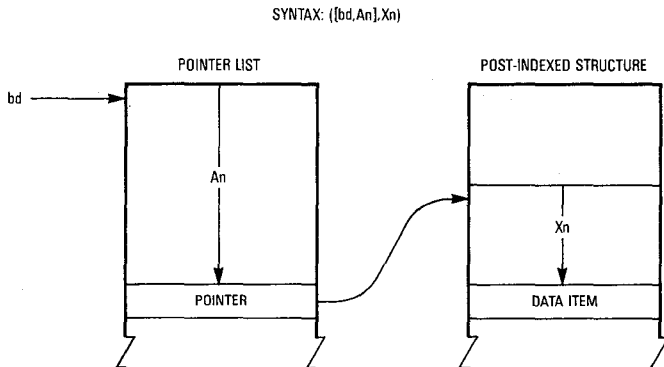 SYNTAX: ([bd,An],Xn)
POINTER LIST
POST-INDEXED STRUCTURE
bd
An
Xn
POINTER
DATA ITEM